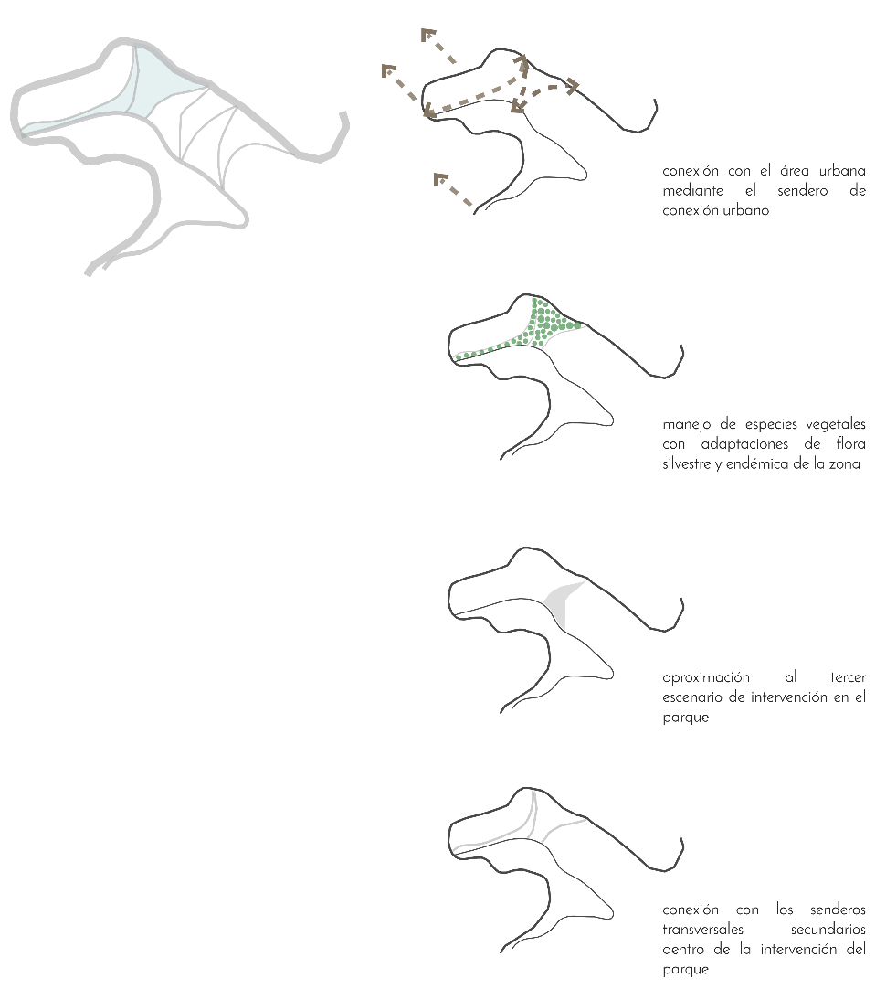 conexión con el área urbana
mediante el sendero de
conexión urbano
manejo de especies vegetales
con adaptaciones de flora
silvestre y endémica de la zona
aproximación al tercer
escenario de intervención en el
parque
conexión con los senderos
transversales secundarios
dentro de la intervención del
parque